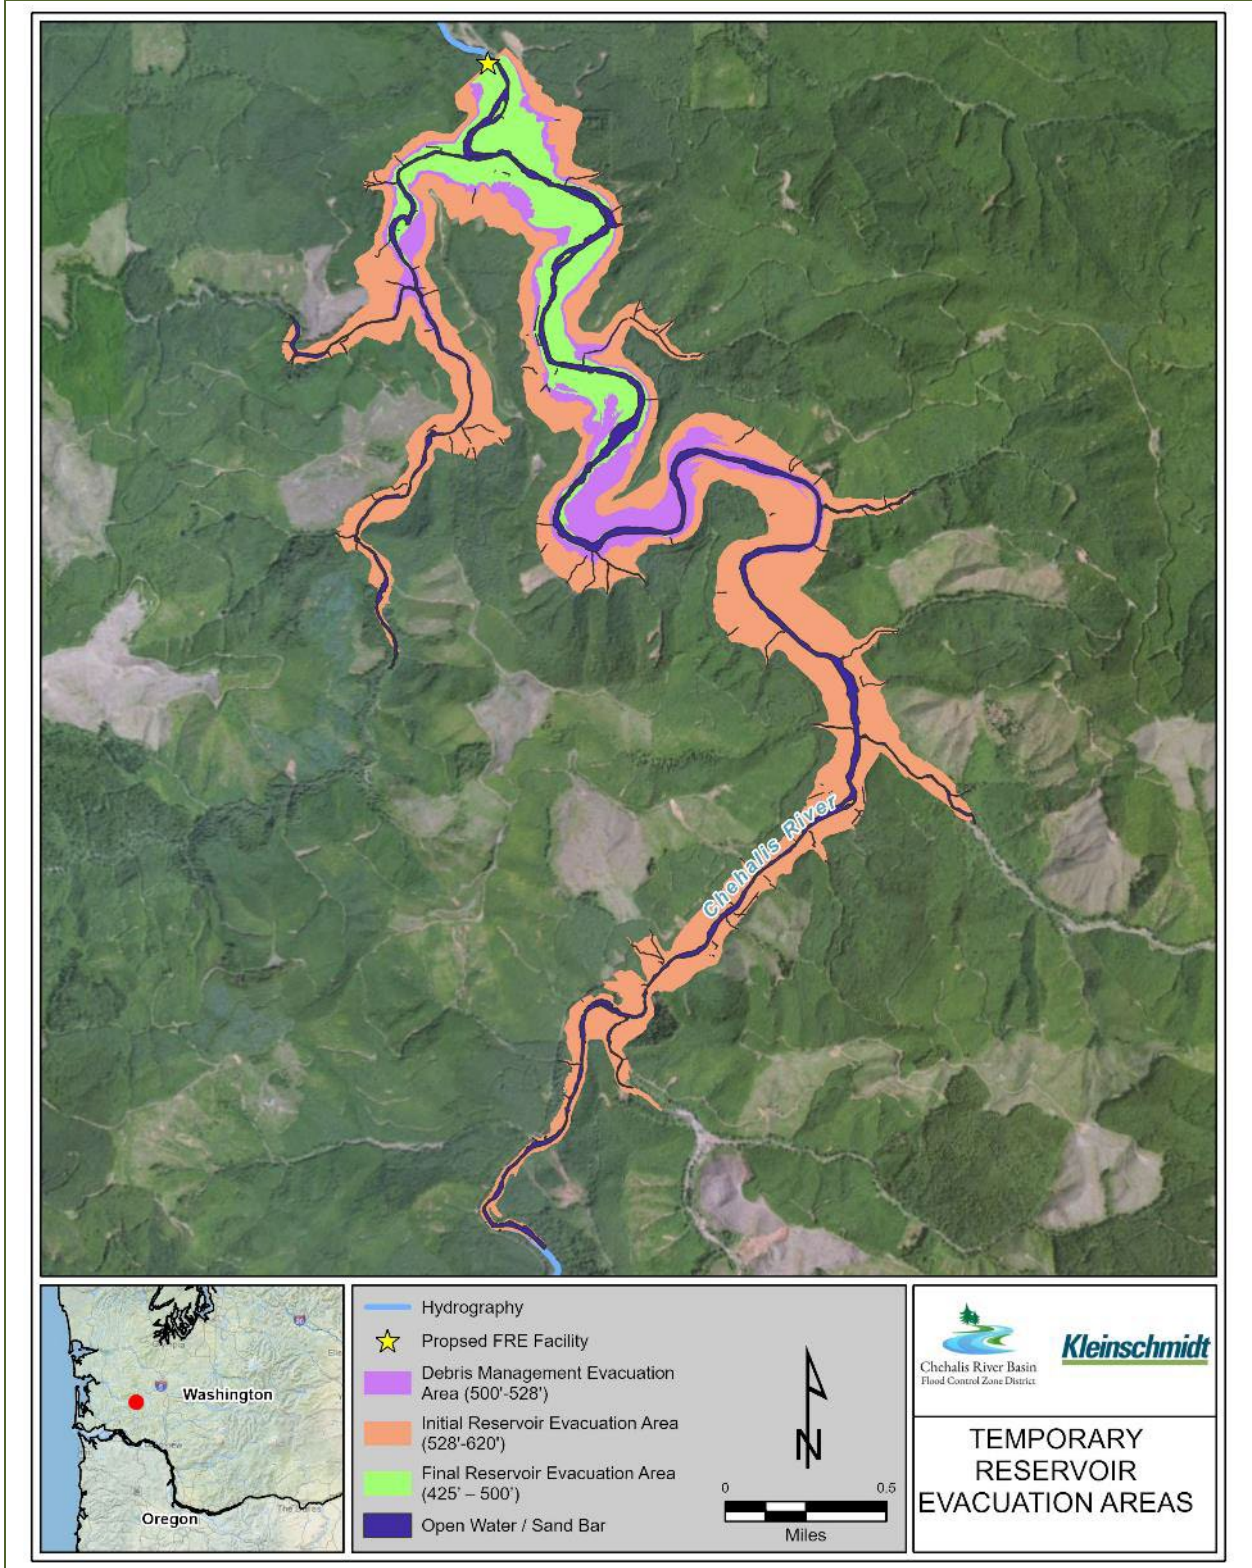 Chehalis River
Washington
Oregon
Hydrography
Propsed FRE Facility
Debris Management Evacuation
Area (500'-528')
Initial Reservoir Evacuation Area
(528'-620')
Final Reservoir Evacuation Area
(425' – 500')
Open Water / Sand Bar
N
0 0.5
Miles
Chehalis River Basin
Flood Control Zone District
Kleinschmidt
TEMPORARY
RESERVOIR
EVACUATION AREAS